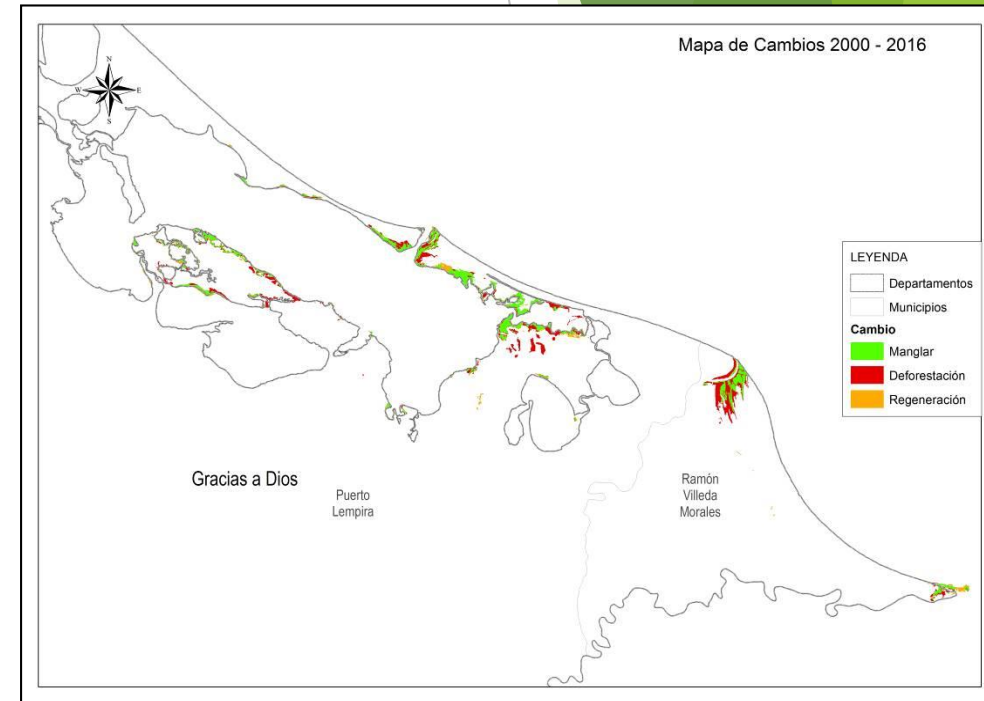 Mapa de Cambios 2000 - 2016
N
W
E
S
LEYENDA
Departamentos
Municipios
Cambio
Manglar
Deforestación
Regeneración
Gracias a Dios
Puerto
Lempira
Ramón
Villeda
Morales